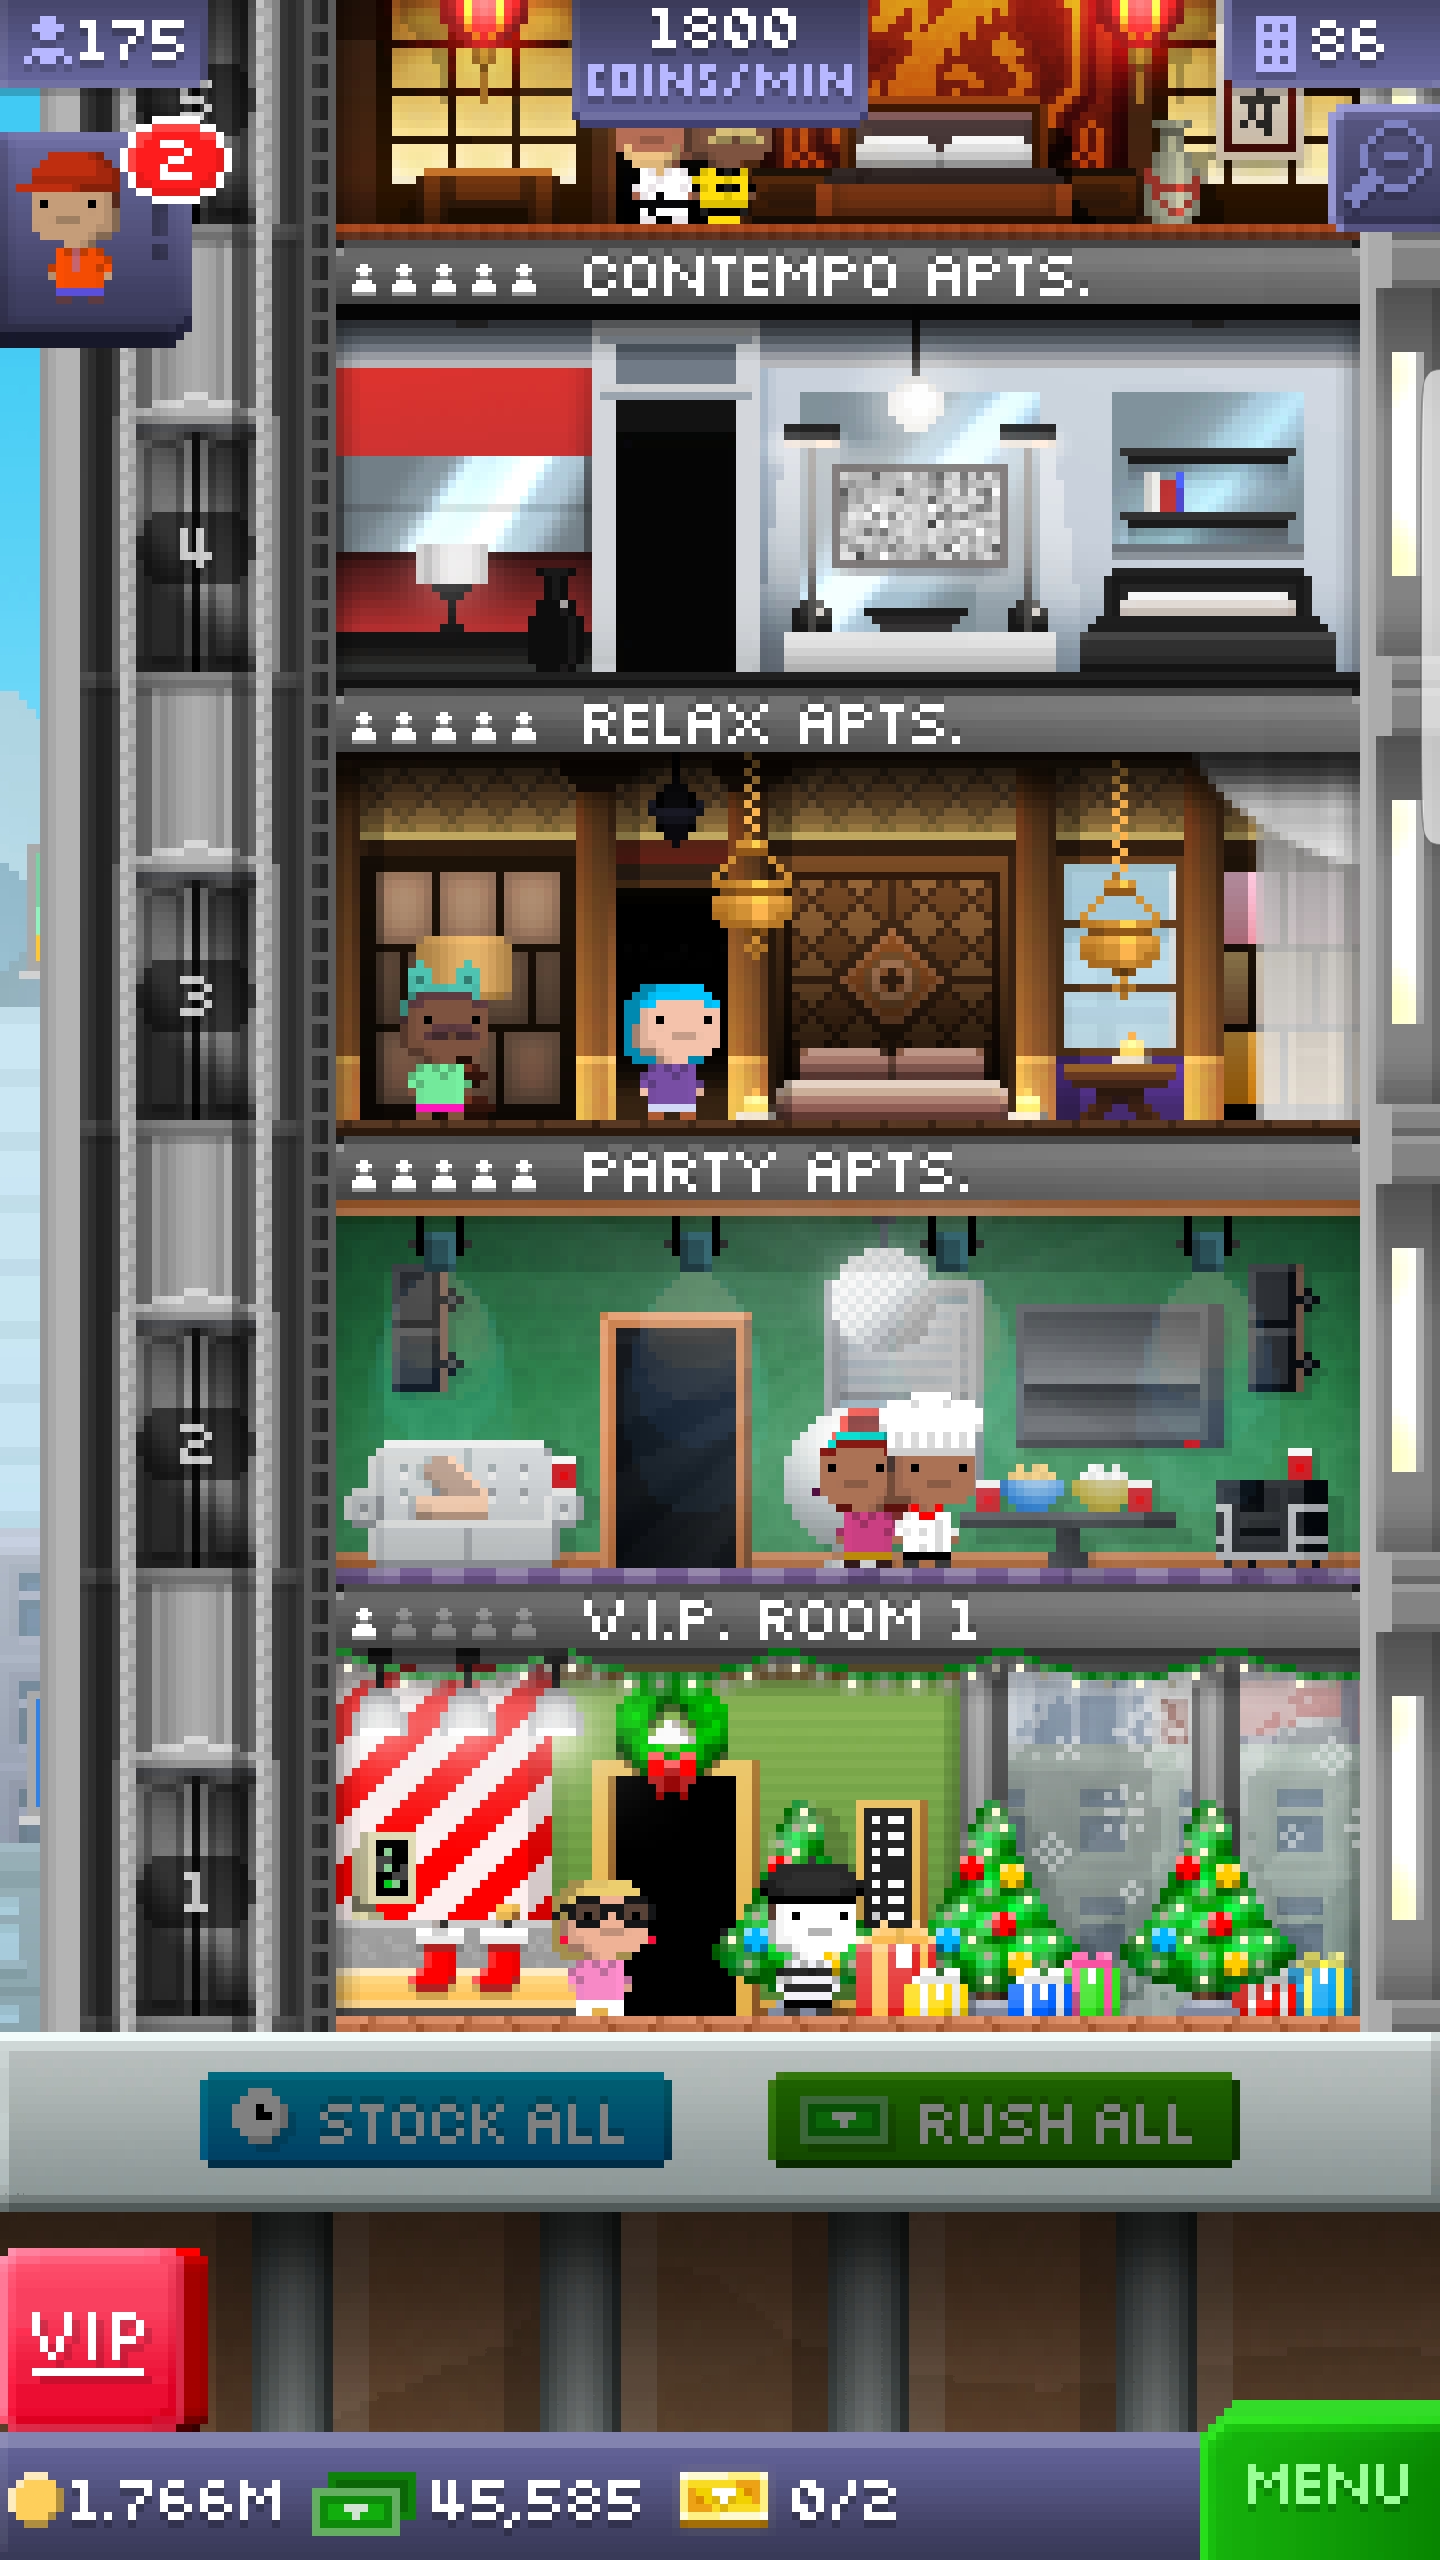 175
1800
COINS/MIN
86
5
2
CONTEMPO APTS.
4
RELAX APTS.
3
PARTY APTS.
2
V.I.P. ROOM 1
1
STOCK ALL
RUSH ALL
VIP
1.766M
45,585
0/2
MENU